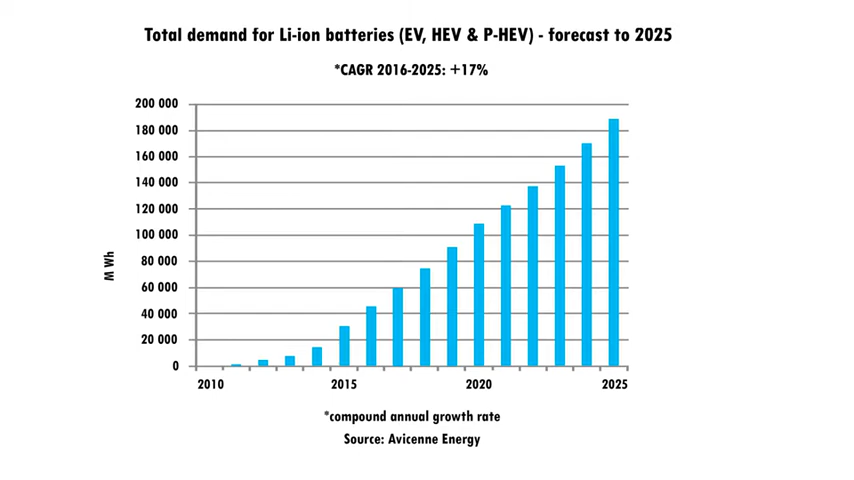 Total demand for Li-ion batteries (EV, HEV & P-HEV) - forecast to 2025
*CAGR 2016-2025: +17%
200 000
180 000
160 000
140 000
120 000
100 000
80 000
60 000
40 000
20 000
0
M Wh
2010 2015 2020 2025
*compound annual growth rate
Source: Avicenne Energy